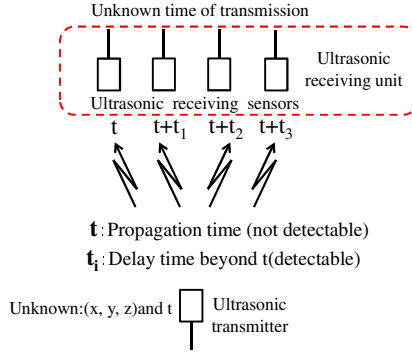 Unknown time of transmission
Ultrasonic
receiving unit
Ultrasonic receiving sensors
t t+t1 t+t2 t+t3
t : Propagation time (not detectable)
ti : Delay time beyond t(detectable)
Unknown:(x, y, z)and t
Ultrasonic
transmitter